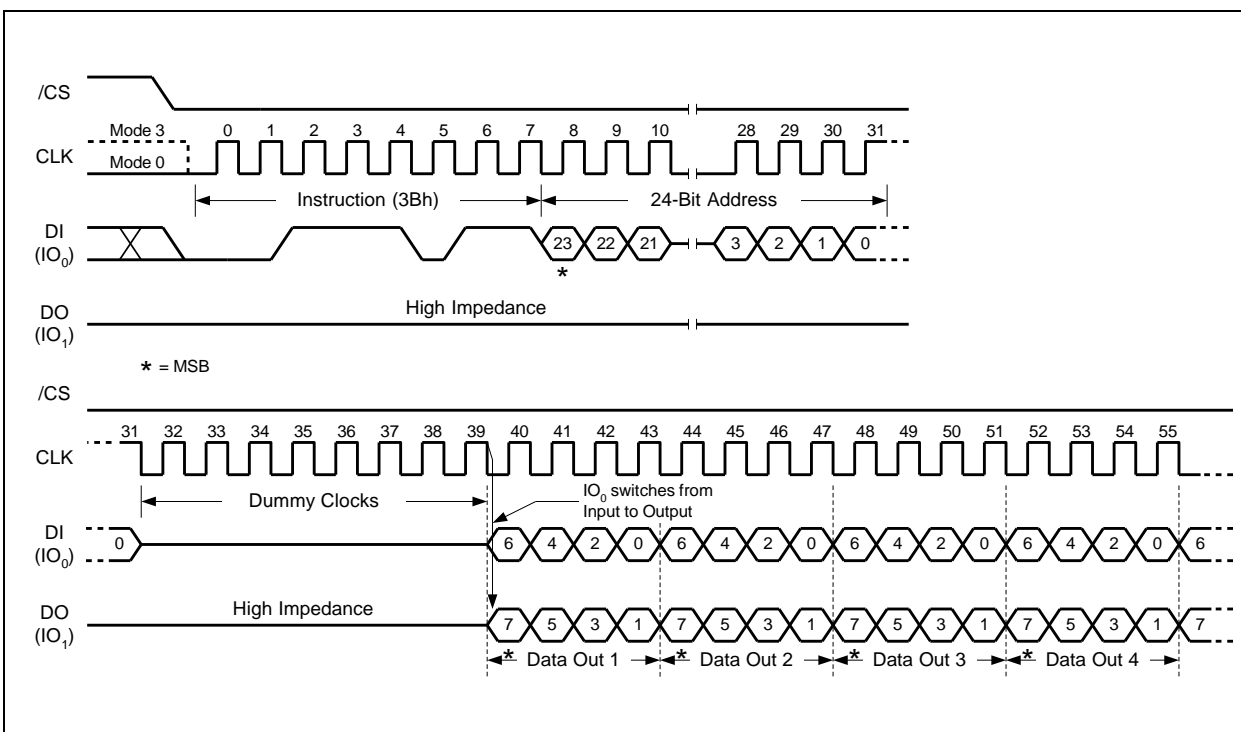 /CS
Mode 3
0 1 2 3 4 5 6 7 8 9 10 28 29 30 31
CLK
Mode 0
Instruction (3Bh)
24-Bit Address
DI
(IO0)
23 22 21 3 2 1 0
*
DO
(IO1)
High Impedance
* = MSB
/CS
31 32 33 34 35 36 37 38 39 40 41 42 43 44 45 46 47 48 49 50 51 52 53 54 55
CLK
Dummy Clocks
IO0 switches from
Input to Output
DI
(IO0)
0 6 4 2 0 6 4 2 0 6 4 2 0 6 4 2 0 6
DO
(IO1)
High Impedance
7 5 3 1 7 5 3 1 7 5 3 1 7 5 3 1 7
* Data Out 1 * Data Out 2 * Data Out 3 * Data Out 4